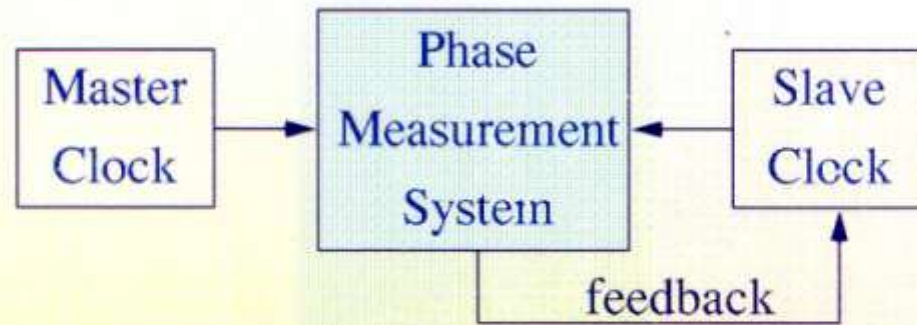 Master
Clock
Phase
Measurement
System
Slave
Clock
feedback